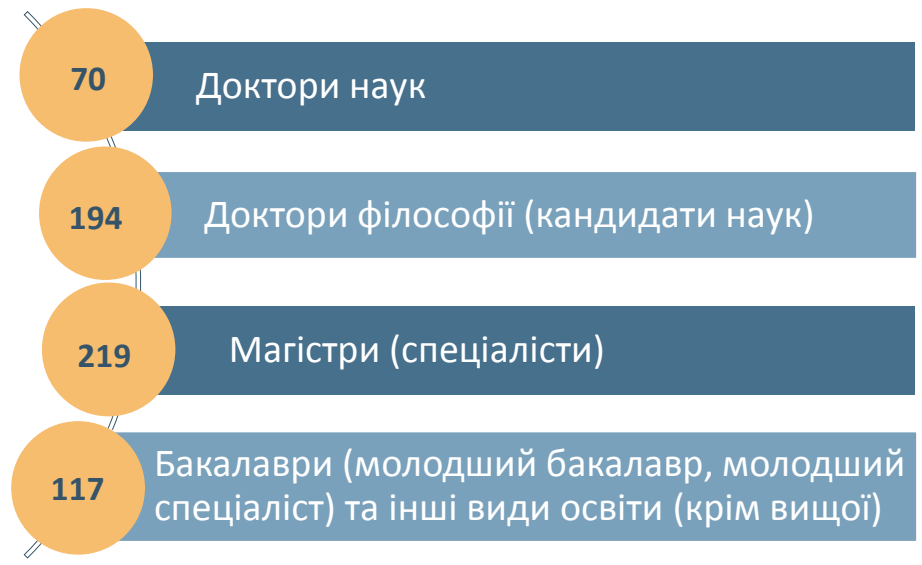 70
Доктори наук
194
Доктори філософії (кандидати наук)
219
Магістри (спеціалісти)
117
Бакалаври (молодший бакалавр, молодший
спеціаліст) та інші види освіти (крім вищої)